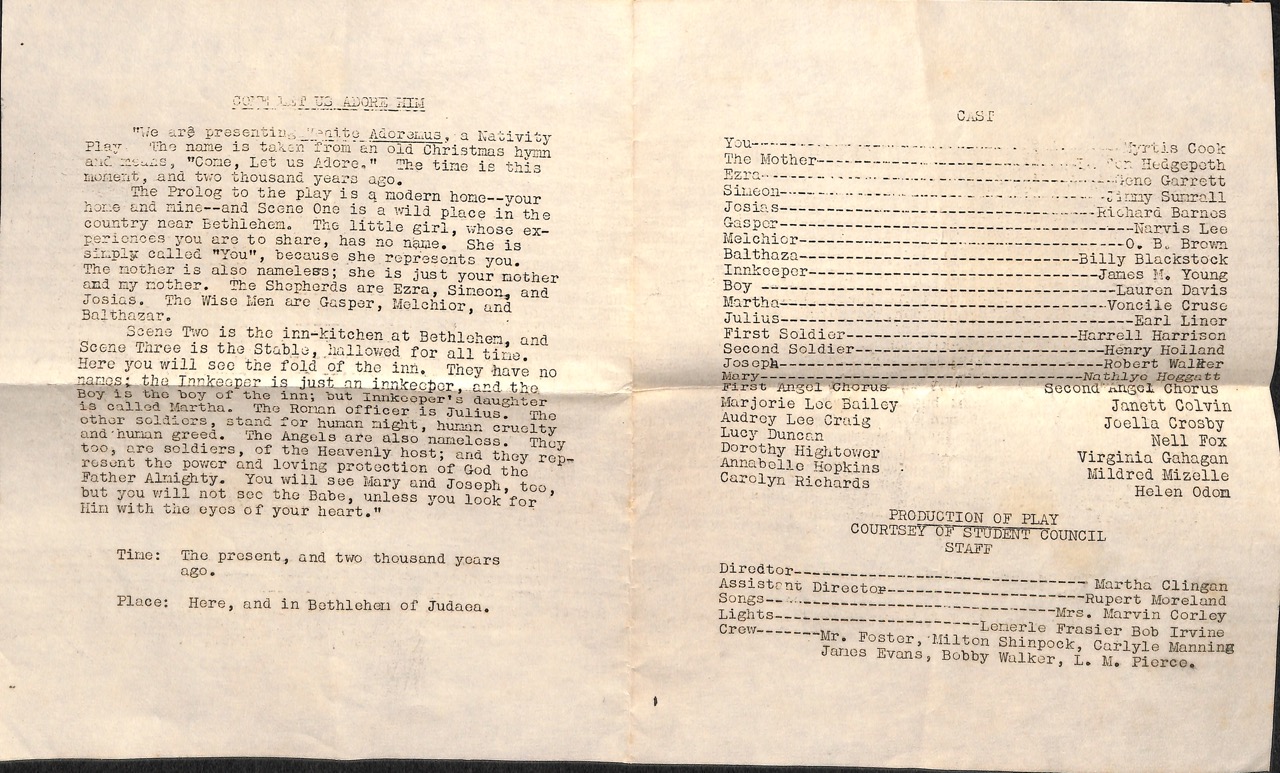 COME LET US ADORE HIM
"We are presenting Venite Adoremus, a Nativity
Play. The name is taken from an old Christmas hymn
and means, "Come, Let us Adore." The time is this
moment, and two thousand years ago.
The Prolog to the play is a modern home--your
home and mine--and Scene One is a wild place in the
country near Bethlehem. The little girl, whose ex-
periences you are to share, has no name. She is
simply called "You", because she represents you.
The mother is also nameless; she is just your mother
and my mother. The Shepherds are Ezra, Simeon, and
Josias. The Wise Men are Gasper, Melchior, and
Balthazar.
Scene Two is the inn-kitchen at Bethlehem, and
Scene Three is the Stable, hallowed for all time.
Here you will see the fold of the inn. They have no
names; the Innkeeper is just an innkeeper, and the
Boy is the boy of the inn; but Innkeeper's daughter
is called Martha. The Roman officer is Julius. The
other soldiers, stand for human might, human cruelty
and human greed. The Angels are also nameless. They
too, are soldiers, of the Heavenly host; and they rep-
resent the power and loving protection of God the
Father Almighty. You will see Mary and Joseph, too,
but you will not see the Babe, unless you look for
Him with the eyes of your heart."
Time: The present, and two thousand years
ago.
Place: Here, and in Bethlehem of Judaea.
CAST
You-----Myrtis Cook
The Mother-----Hedgepeth
Ezra-----Gene Garrett
Simeon-----Jimmy Sumrall
Josias-----Richard Barnes
Gasper-----Narvis Lee
Melchior-----O. B. Brown
Balthaza-----Billy Blackstock
Innkeeper-----James M. Young
Boy -----Lauren Davis
Martha-----Voncile Cruse
Julius-----Earl Liner
First Soldier-----Harrell Harrison
Second Soldier-----Henry Holland
Joseph-----Robert Walker
Mary-----Nathlye Hoggatt
First Angel Chorus Second Angel Chorus
Marjorie Lee Bailey Janett Colvin
Audrey Lee Craig Joella Crosby
Lucy Duncan Nell Fox
Dorothy Hightower Virginia Gahagan
Annabelle Hopkins Mildred Mizelle
Carolyn Richards Helen Odom
PRODUCTION OF PLAY
COURTSEY OF STUDENT COUNCIL
STAFF
Director-----Martha Clingan
Assistant Director-----Rupert Moreland
Songs-----Mrs. Marvin Corley
Lights-----Lemerle Frasier Bob Irvine
Crew-----Mr. Foster, Milton Shinpock, Carlyle Manning
James Evans, Bobby Walker, L. M. Pierce.